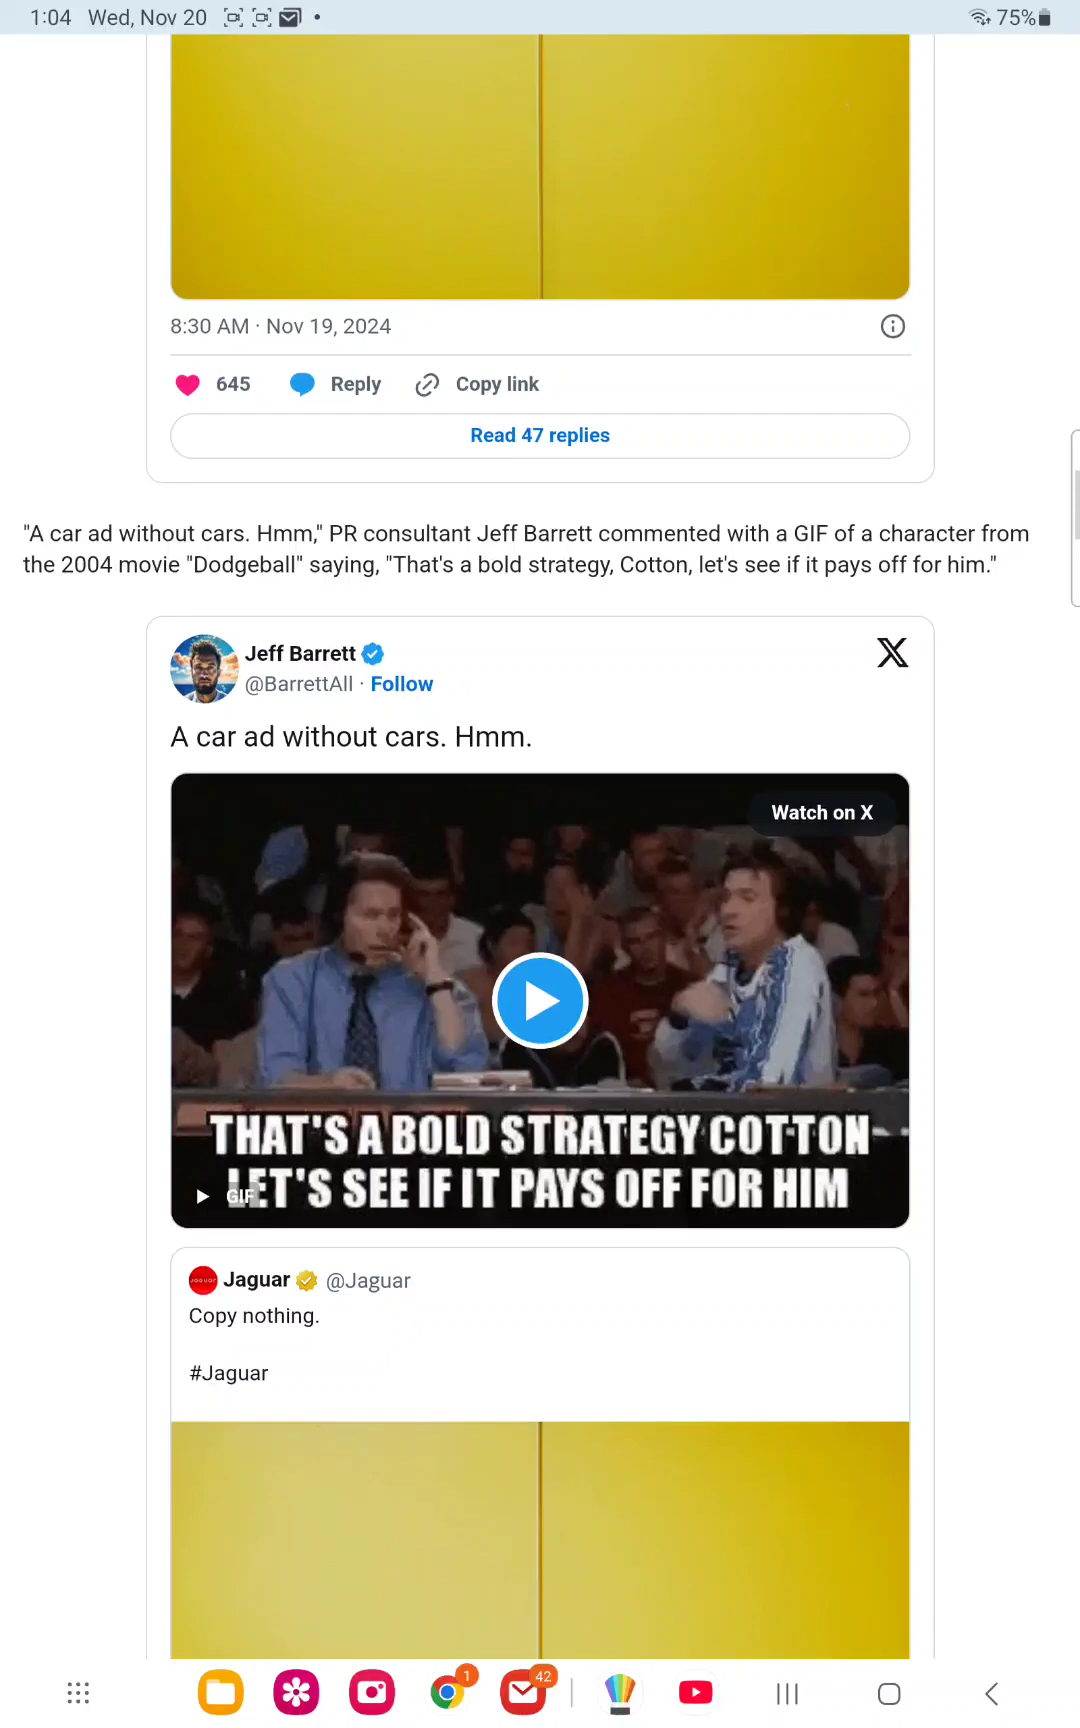 1:04 Wed, Nov 20
75%
8:30 AM · Nov 19, 2024
645 Reply Copy link
Read 47 replies
"A car ad without cars. Hmm," PR consultant Jeff Barrett commented with a GIF of a character from
the 2004 movie "Dodgeball" saying, "That's a bold strategy, Cotton, let's see if it pays off for him."
Jeff Barrett
@BarrettAll · Follow
A car ad without cars. Hmm.
Watch on X
THAT'S A BOLD STRATEGY COTTON
LET'S SEE IF IT PAYS OFF FOR HIM
GIF
Jaguar @Jaguar
Copy nothing.
#Jaguar
1
42